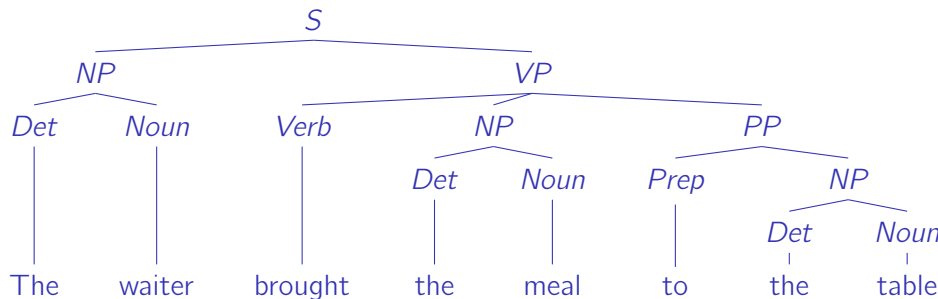 S
NP VP
Det Noun Verb NP PP
Det Noun Prep NP
Det Noun
The waiter brought the meal to the table